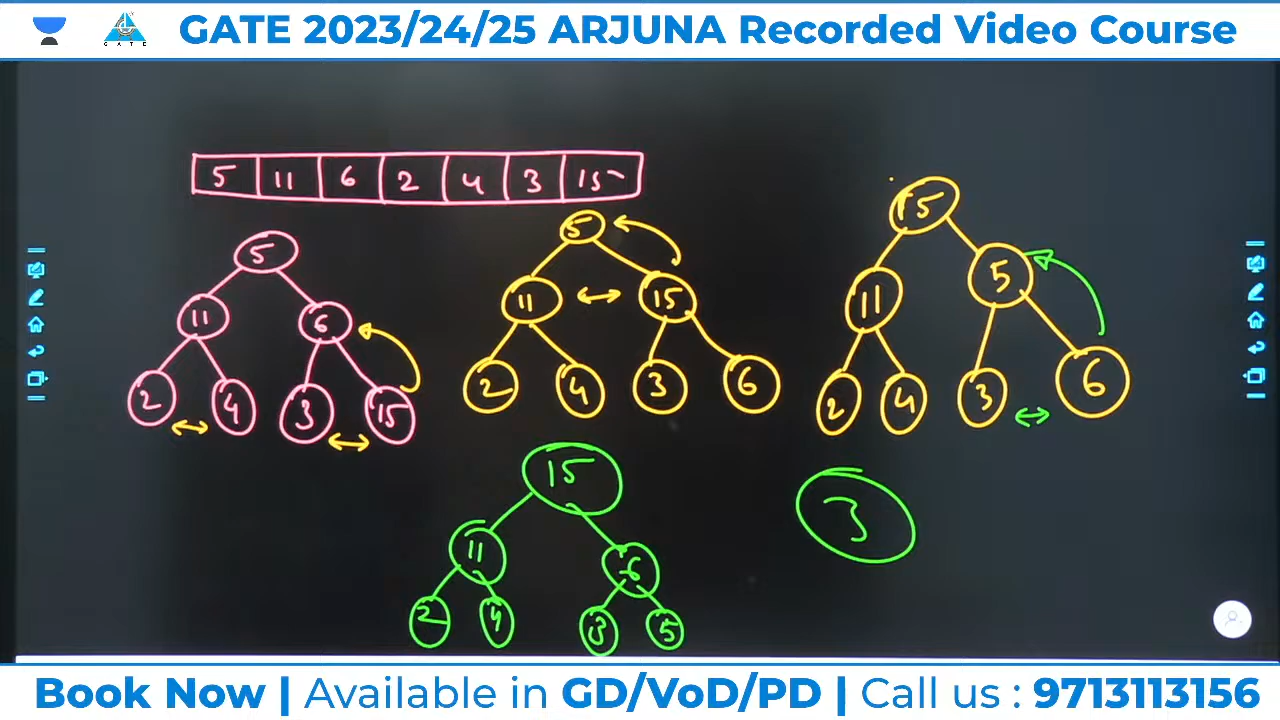 GATE 2023/24/25 ARJUNA Recorded Video Course
GATE
5 11 6 2 4 3 15
5
11 6
2 4 3 15
5
11 15
2 4 3 6
15
11 5
2 4 3 6
15
11 6
2 4 3 5
3
Book Now | Available in GD/VoD/PD | Call us : 9713113156